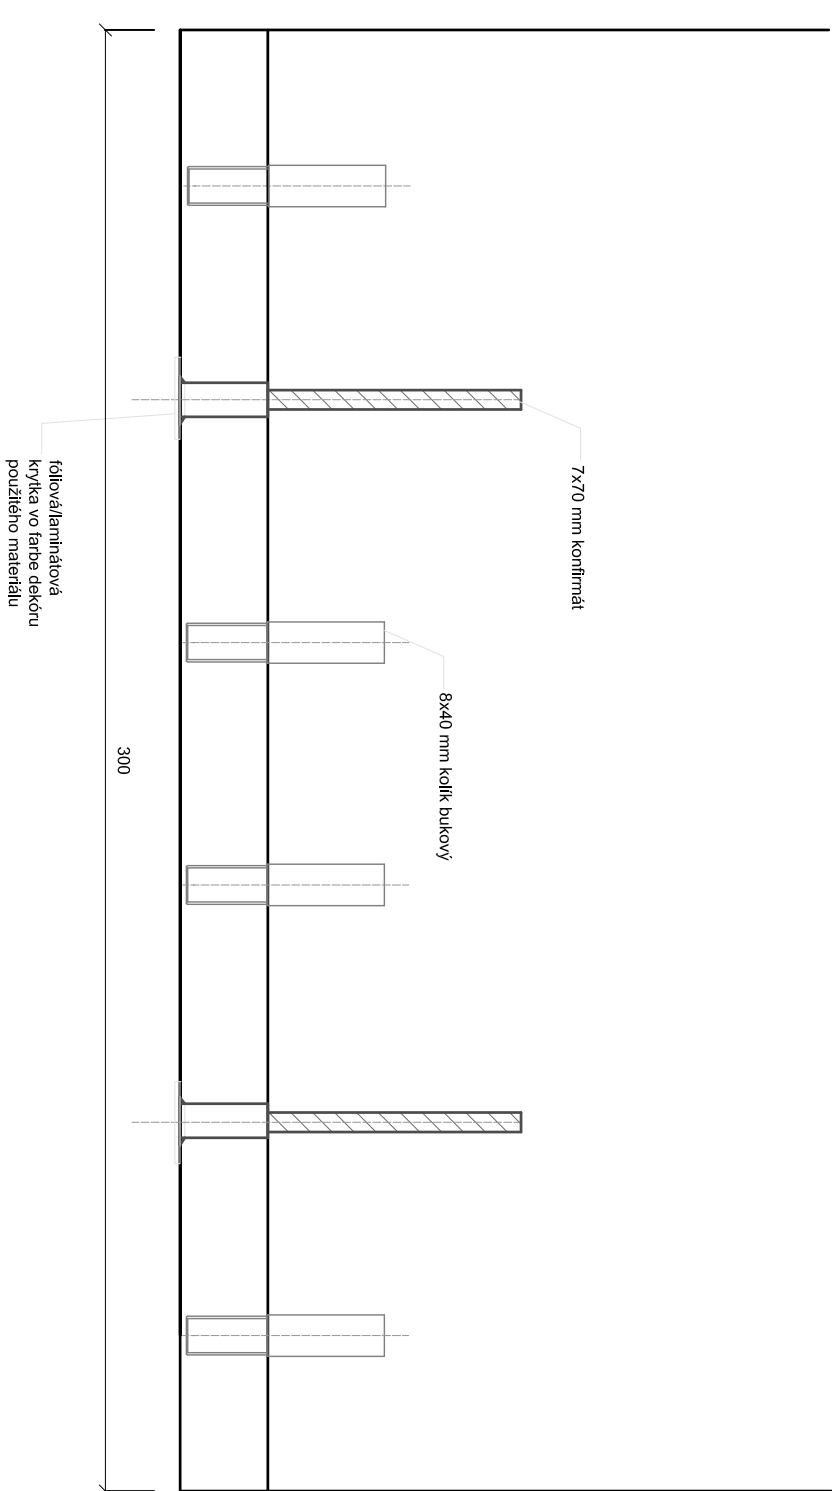 7x70 mm konfirmát
8x40 mm kolík bukový
300
fóliová/laminátová
krytka vo farbe dekóru
použitého materiálu